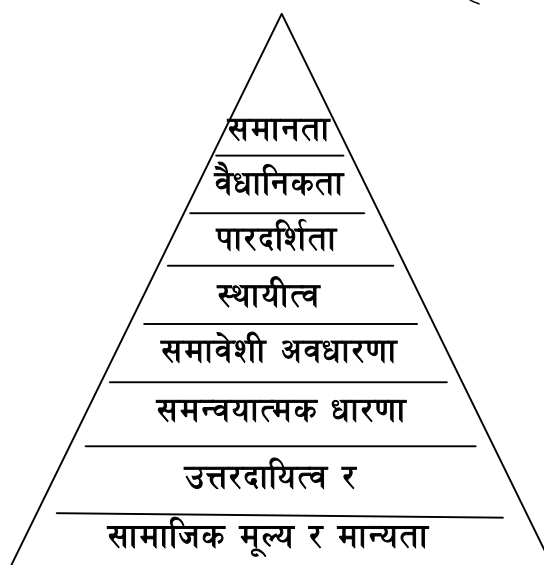 समानता
वैधानिकता
पारदर्शिता
स्थायीत्व
समावेशी अवधारणा
समन्वयात्मक धारणा
उत्तरदायित्व र
सामाजिक मूल्य र मान्यता